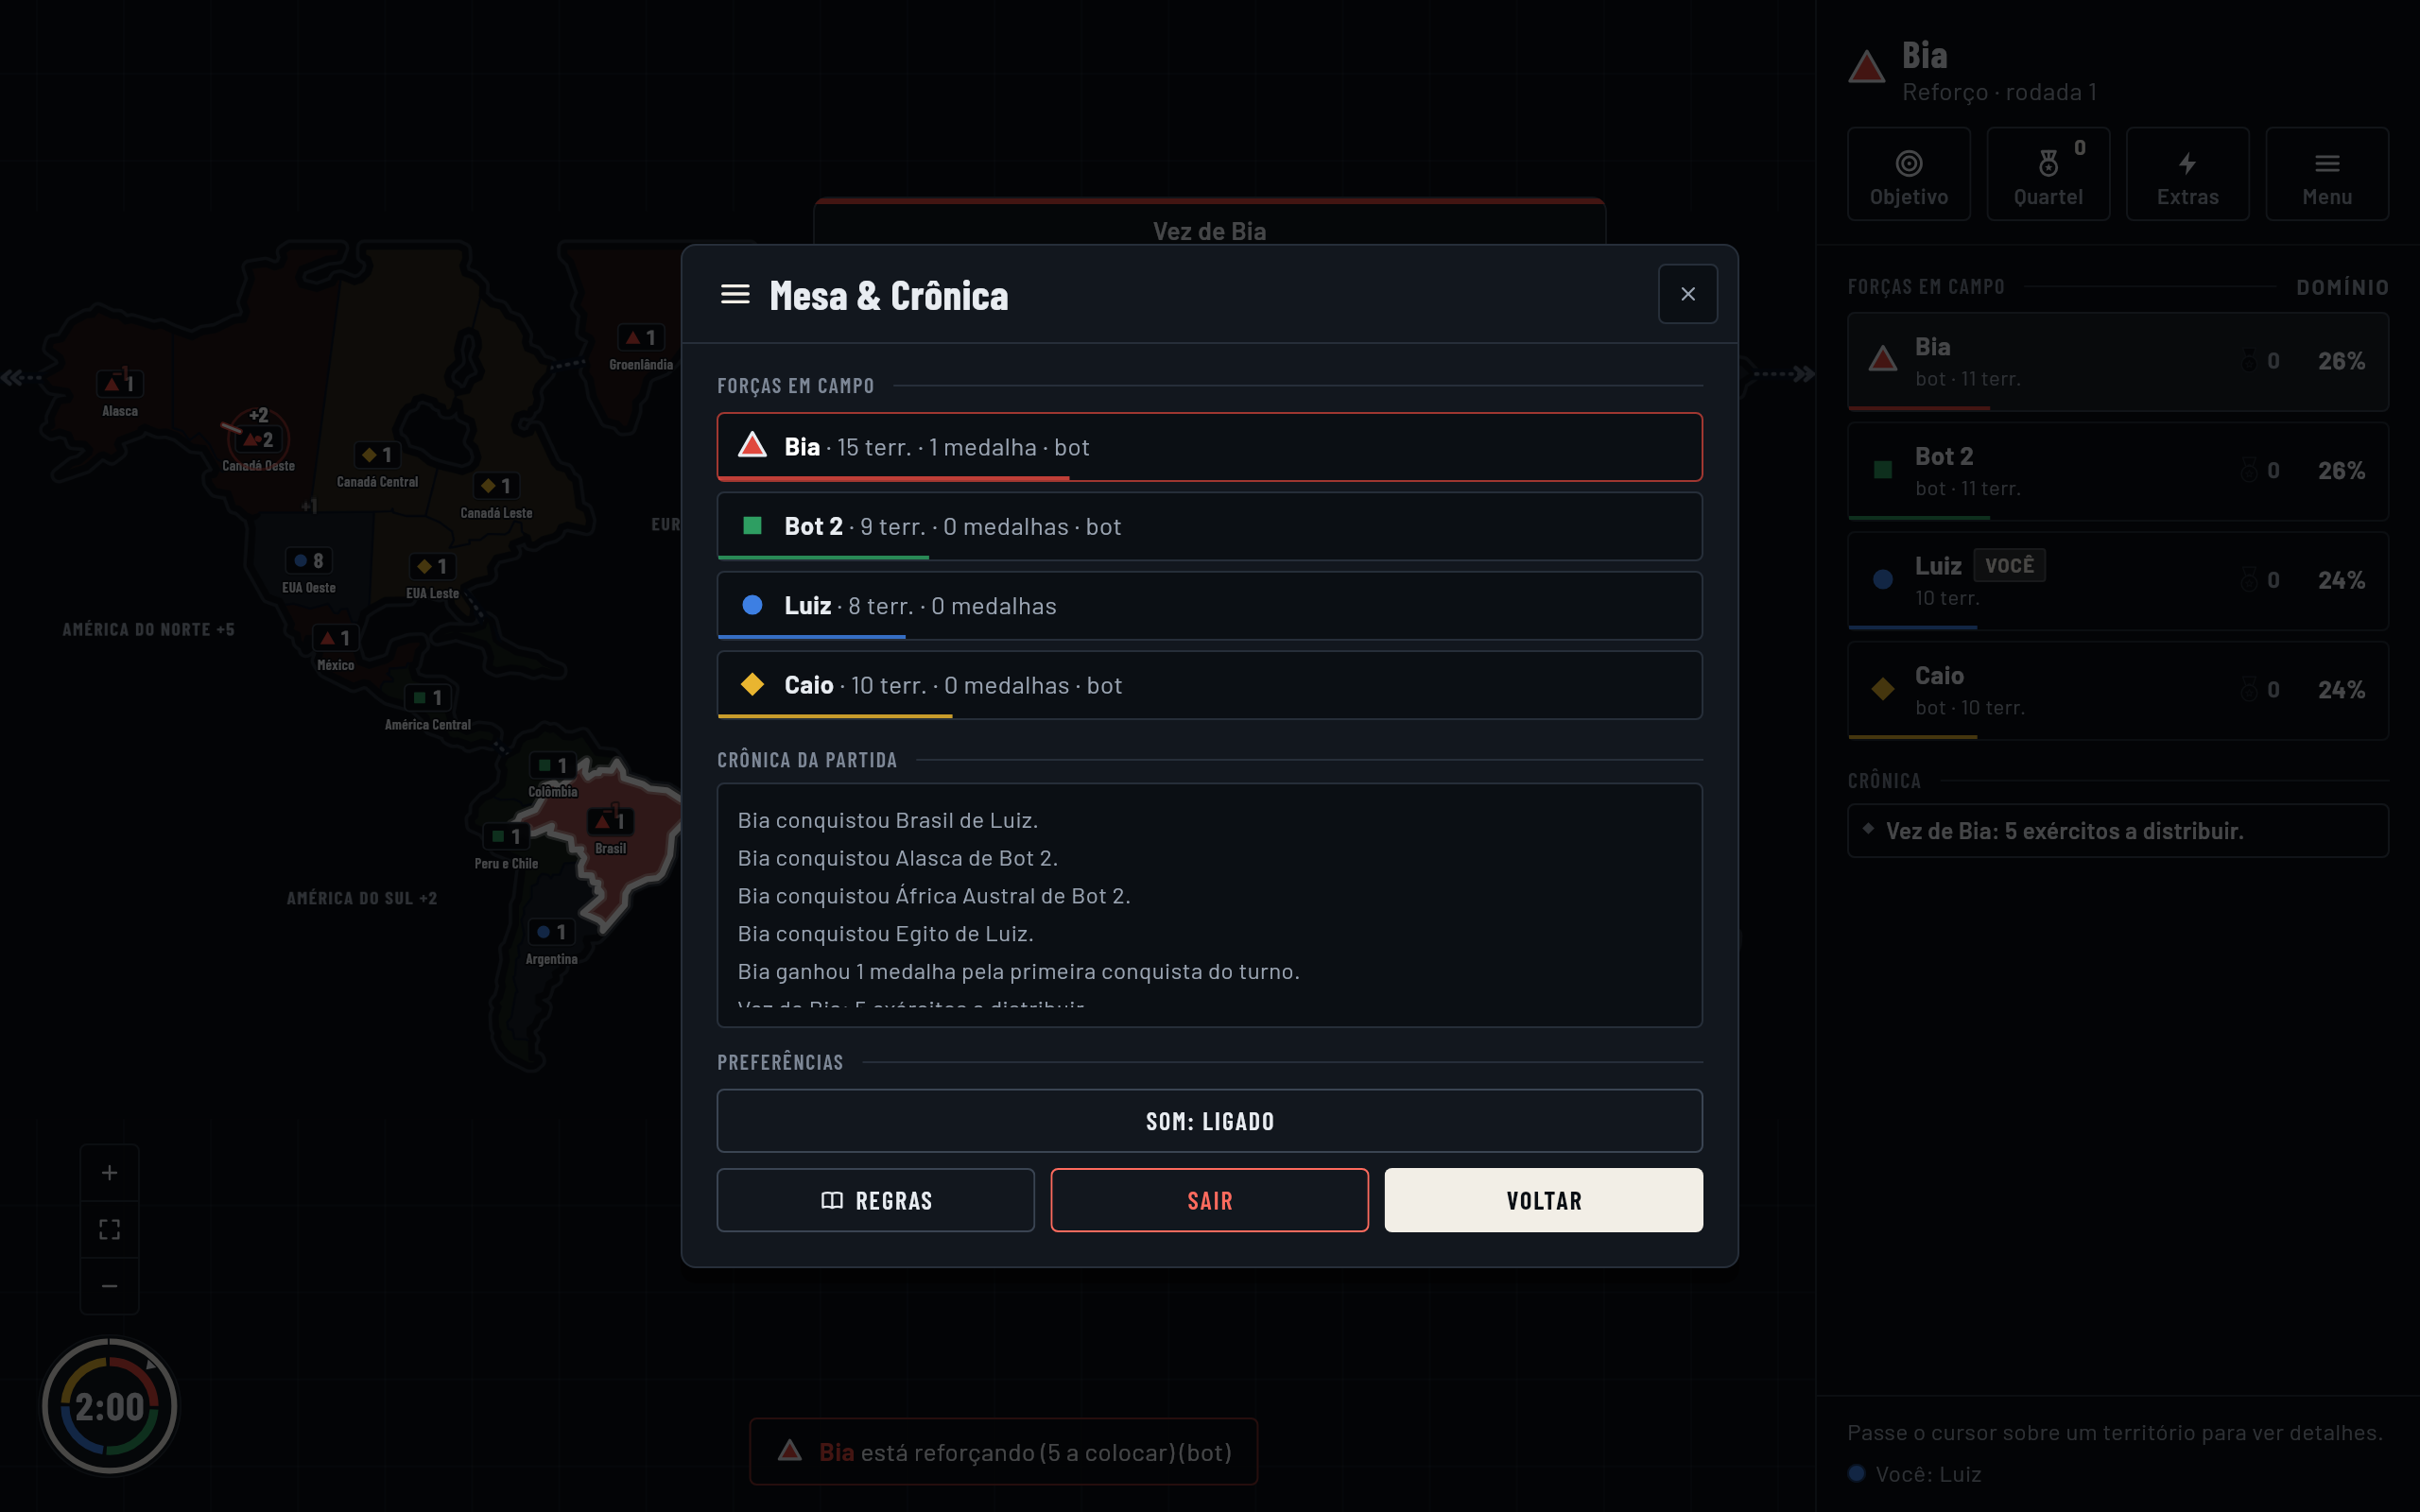 Bia
Reforço · rodada 1
Objetivo
0
Quartel
Extras
Menu
Vez de Bia
FORÇAS EM CAMPO
DOMÍNIO
Bia
bot · 11 terr.
0
26%
Bot 2
bot · 11 terr.
0
26%
Luiz
VOCÊ
10 terr.
0
24%
Caio
bot · 10 terr.
0
24%
CRÔNICA
Vez de Bia: 5 exércitos a distribuir.
Passe o cursor sobre um território para ver detalhes.
Você: Luiz
Mesa & Crônica
FORÇAS EM CAMPO
Bia · 15 terr. · 1 medalha · bot
Bot 2 · 9 terr. · 0 medalhas · bot
Luiz · 8 terr. · 0 medalhas
Caio · 10 terr. · 0 medalhas · bot
CRÔNICA DA PARTIDA
Bia conquistou Brasil de Luiz.
Bia conquistou Alasca de Bot 2.
Bia conquistou África Austral de Bot 2.
Bia conquistou Egito de Luiz.
Bia ganhou 1 medalha pela primeira conquista do turno.
Vez de Bia: 5 exércitos a distribuir.
PREFERÊNCIAS
SOM: LIGADO
REGRAS
SAIR
VOLTAR
1
Groenlândia
-1
1
Alasca
+2
2
Canadá Oeste
1
Canadá Central
1
Canadá Leste
+1
8
EUA Oeste
1
EUA Leste
EUR
AMÉRICA DO NORTE +5
1
México
1
América Central
1
Colômbia
-1
1
Brasil
1
Peru e Chile
AMÉRICA DO SUL +2
1
Argentina
+
−
2:00
Bia está reforçando (5 a colocar) (bot)